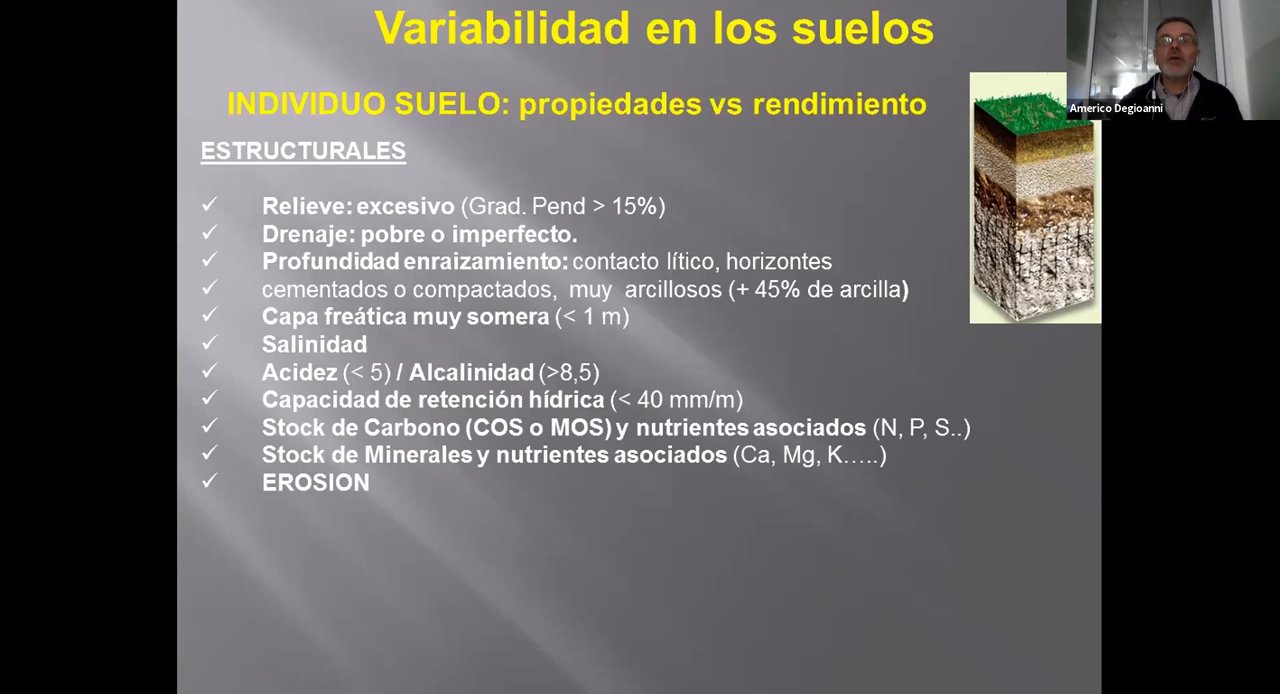 Variabilidad en los suelos
Americo Degioanni
INDIVIDUO SUELO: propiedades vs rendimiento
ESTRUCTURALES
✓ Relieve: excesivo (Grad. Pend > 15%)
✓ Drenaje: pobre o imperfecto.
✓ Profundidad enraizamiento: contacto lítico, horizontes
✓ cementados o compactados, muy arcillosos (+ 45% de arcilla)
✓ Capa freática muy somera (< 1 m)
✓ Salinidad
✓ Acidez (< 5) / Alcalinidad (>8,5)
✓ Capacidad de retención hídrica (< 40 mm/m)
✓ Stock de Carbono (COS o MOS) y nutrientes asociados (N, P, S..)
✓ Stock de Minerales y nutrientes asociados (Ca, Mg, K…..)
✓ EROSION